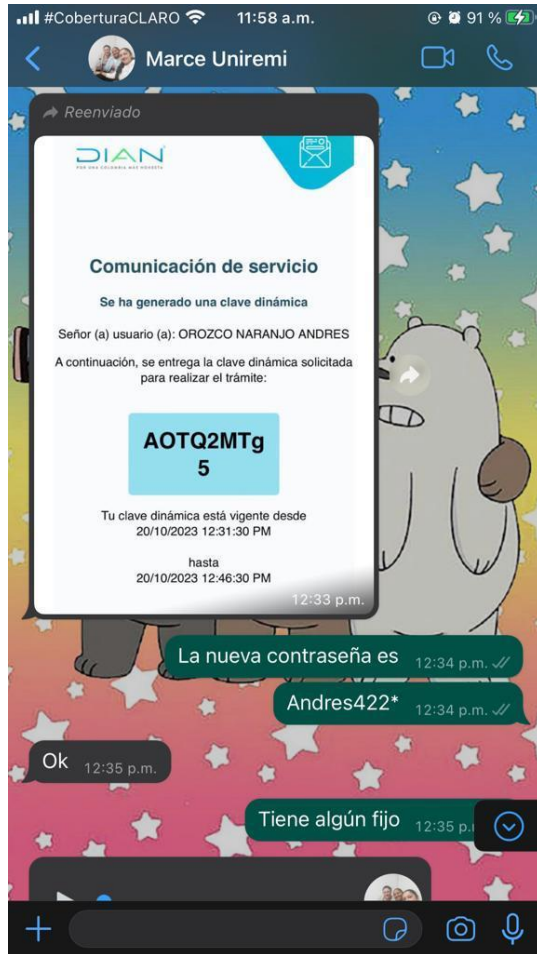 #CoberturaCLARO 11:58 a.m. 91 %
Marce Uniremi
Reenviado
DIAN
POR UNA COLOMBIA MÁS HONESTA
Comunicación de servicio
Se ha generado una clave dinámica
Señor (a) usuario (a): OROZCO NARANJO ANDRES
A continuación, se entrega la clave dinámica solicitada
para realizar el trámite:
AOTQ2MTg
5
Tu clave dinámica está vigente desde
20/10/2023 12:31:30 PM
hasta
20/10/2023 12:46:30 PM
12:33 p.m.
La nueva contraseña es 12:34 p.m.
Andres422* 12:34 p.m.
Ok 12:35 p.m.
Tiene algún fijo 12:35 p.